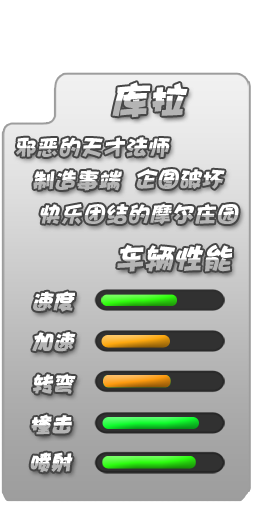 库拉
邪恶的天才法师
制造事端 企图破坏
快乐团结的摩尔庄园
车辆性能
速度
加速
转弯
撞击
喷射